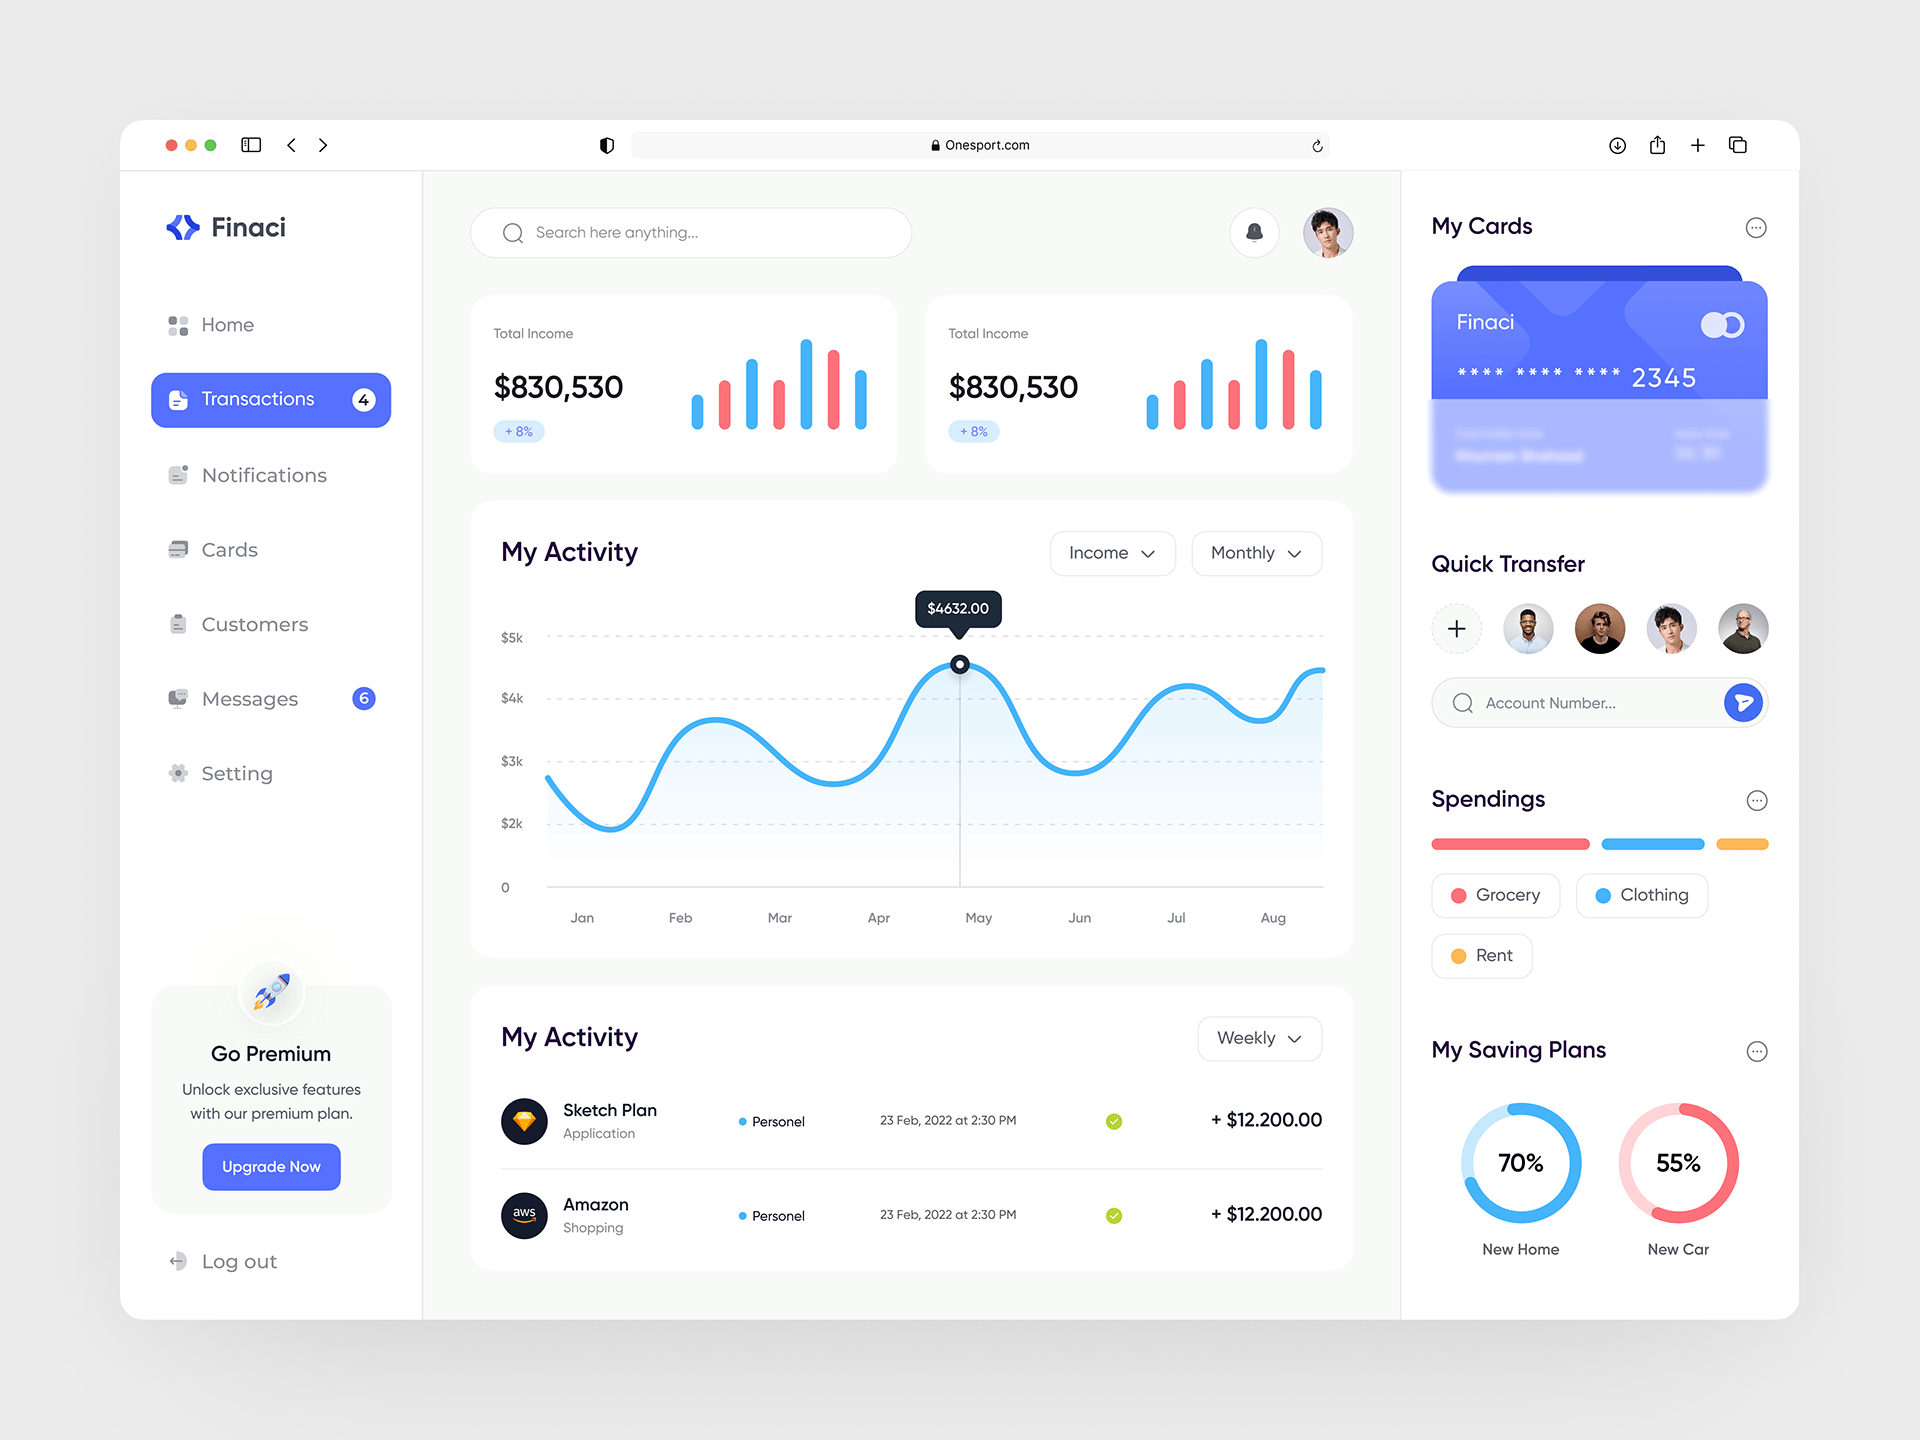 Onesport.com
Finaci
Home
Transactions 4
Notifications
Cards
Customers
Messages 6
Setting
Go Premium
Unlock exclusive features
with our premium plan.
Upgrade Now
Log out
Search here anything...
Total Income
$830,530
+ 8%
Total Income
$830,530
+ 8%
My Activity
Income
Monthly
$4632.00
$5k
$4k
$3k
$2k
0
Jan Feb Mar Apr May Jun Jul Aug
My Activity
Weekly
Sketch Plan
Application
Personel
23 Feb, 2022 at 2:30 PM
+ $12.200.00
aws
Amazon
Shopping
Personel
23 Feb, 2022 at 2:30 PM
+ $12.200.00
My Cards
Finaci
**** **** **** 2345
Quick Transfer
Account Number...
Spendings
Grocery
Clothing
Rent
My Saving Plans
70%
New Home
55%
New Car